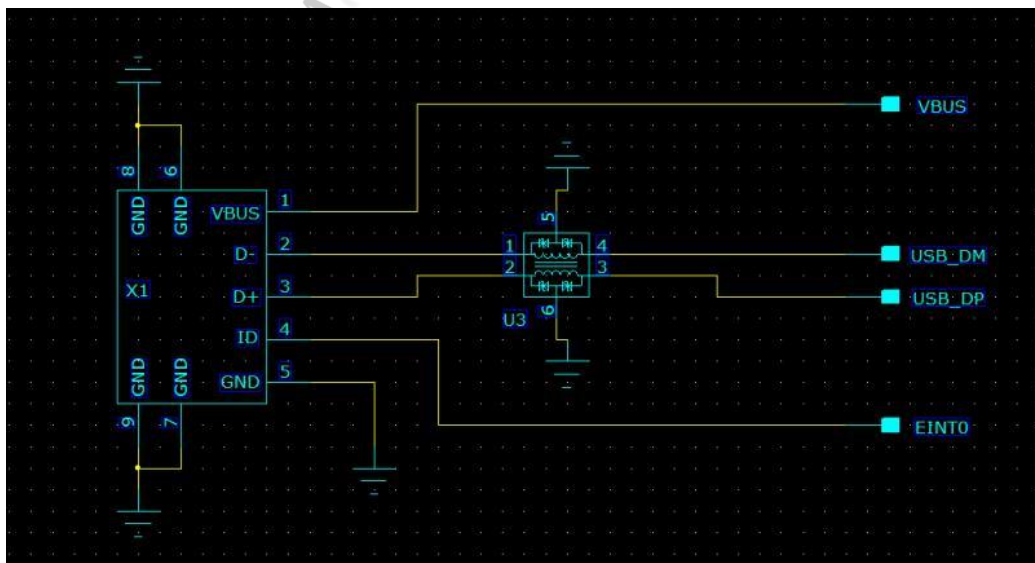 VBUS
8
6
5
GND
GND
VBUS
1
D-
2
1
4
USB_DM
2
3
X1
D+
3
USB_DP
U3
6
ID
4
GND
GND
GND
5
9
7
EINT0